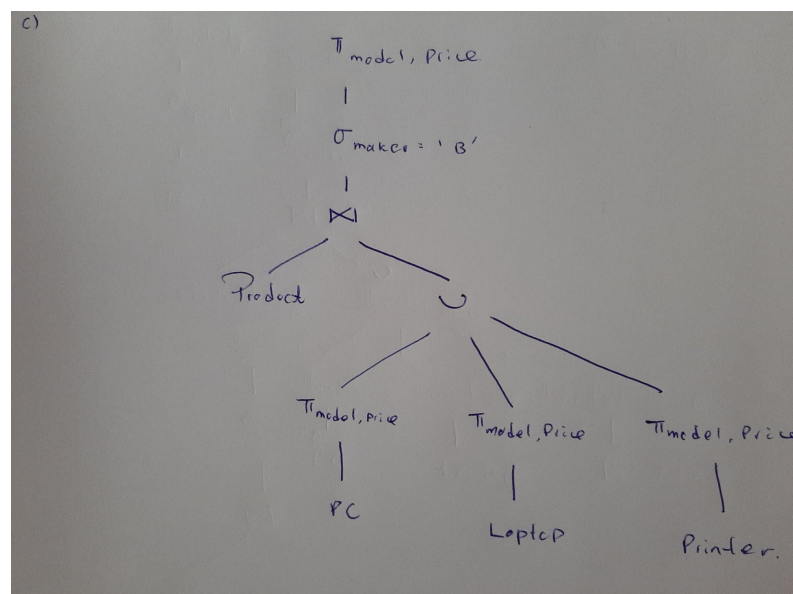 c)
π model, Price
σ maker = 'B'
⋈
Product
∪
π model, Price
π model, Price
π model, Price
PC
Laptop
Printer.